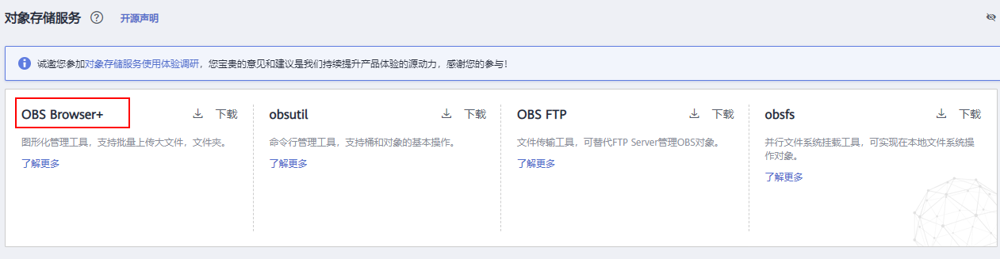 对象存储服务 ? 开源声明
诚邀您参加对象存储服务使用体验调研，您宝贵的意见和建议是我们持续提升产品体验的源动力，感谢您的参与！
OBS Browser+ 下载
图形化管理工具，支持批量上传大文件，文件夹。
了解更多
obsutil 下载
命令行管理工具，支持桶和对象的基本操作。
了解更多
OBS FTP 下载
文件传输工具，可替代FTP Server管理OBS对象。
了解更多
obsfs 下载
并行文件系统挂载工具，可实现在本地文件系统操
作对象。
了解更多